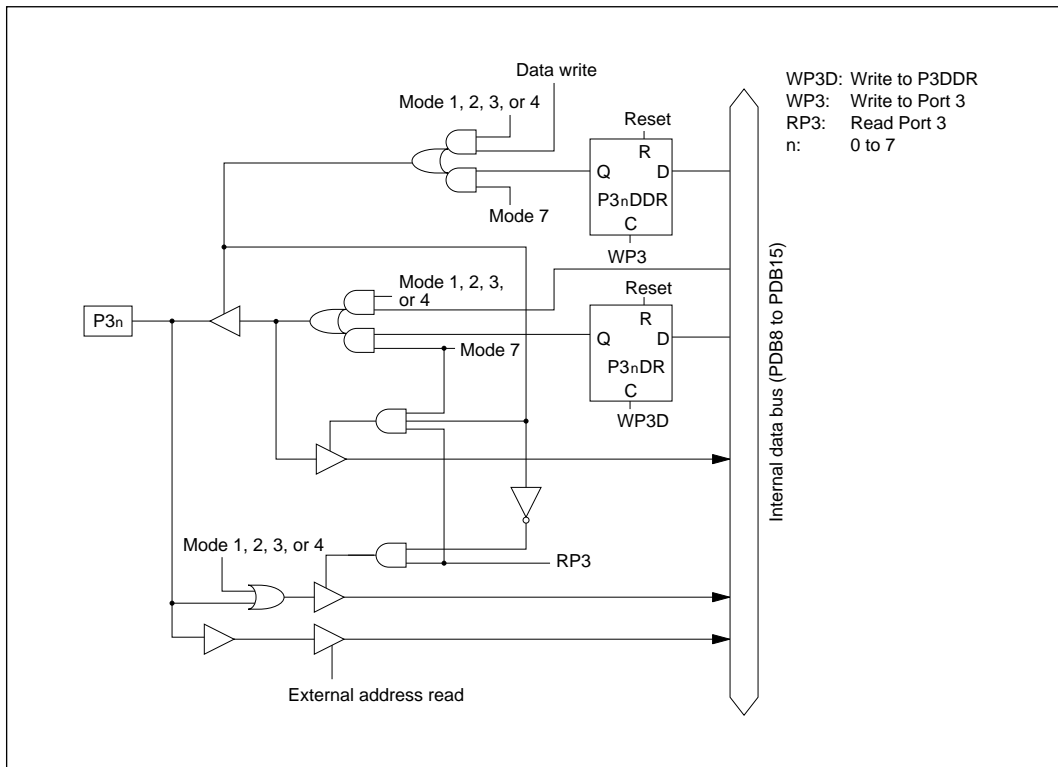 Data write
Mode 1, 2, 3, or 4
WP3D: Write to P3DDR
WP3: Write to Port 3
RP3: Read Port 3
n: 0 to 7
Reset
R
Q D
P3nDDR
C
Mode 7
WP3
Mode 1, 2, 3,
or 4
Reset
R
Q D
P3nDR
C
WP3D
P3n
Mode 7
Internal data bus (PDB8 to PDB15)
Mode 1, 2, 3, or 4
RP3
External address read